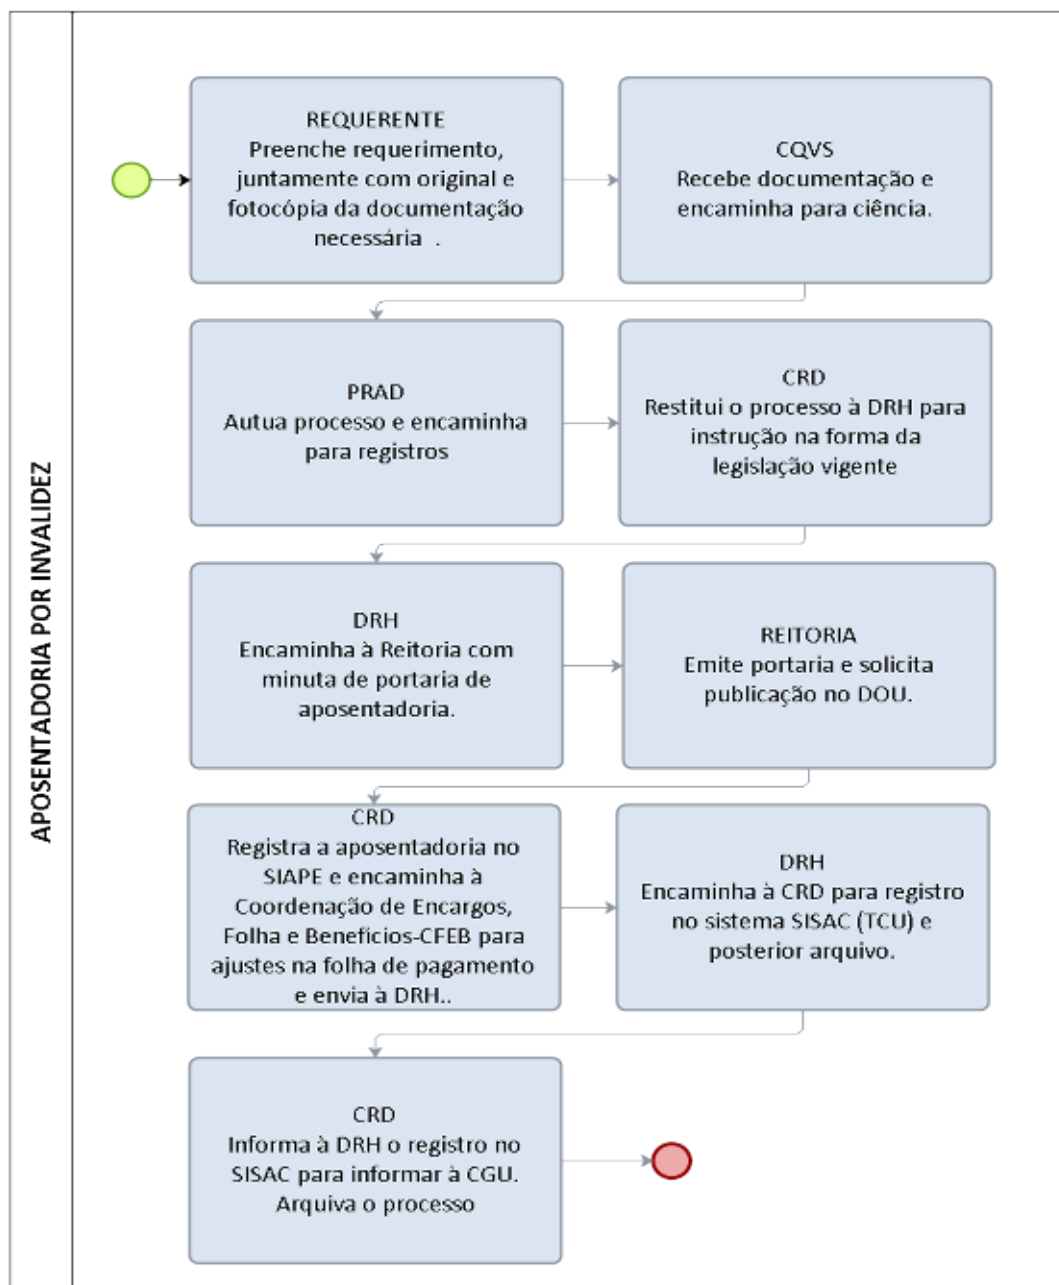 APOSENTADORIA POR INVALIDEZ
REQUERENTE
Preenche requerimento,
juntamente com original e
fotocópia da documentação
necessária  .
CQVS
Recebe documentação e
encaminha para ciência.
PRAD
Autua processo e encaminha
para registros
CRD
Restitui o processo à DRH para
instrução na forma da
legislação vigente
DRH
Encaminha à Reitoria com
minuta de portaria de
aposentadoria.
REITORIA
Emite portaria e solicita
publicação no DOU.
CRD
Registra a aposentadoria no
SIAPE e encaminha à
Coordenação de Encargos,
Folha e Benefícios-CFEB para
ajustes na folha de pagamento
e envia à DRH..
DRH
Encaminha à CRD para registro
no sistema SISAC (TCU) e
posterior arquivo.
CRD
Informa à DRH o registro no
SISAC para informar à CGU.
Arquiva o processo